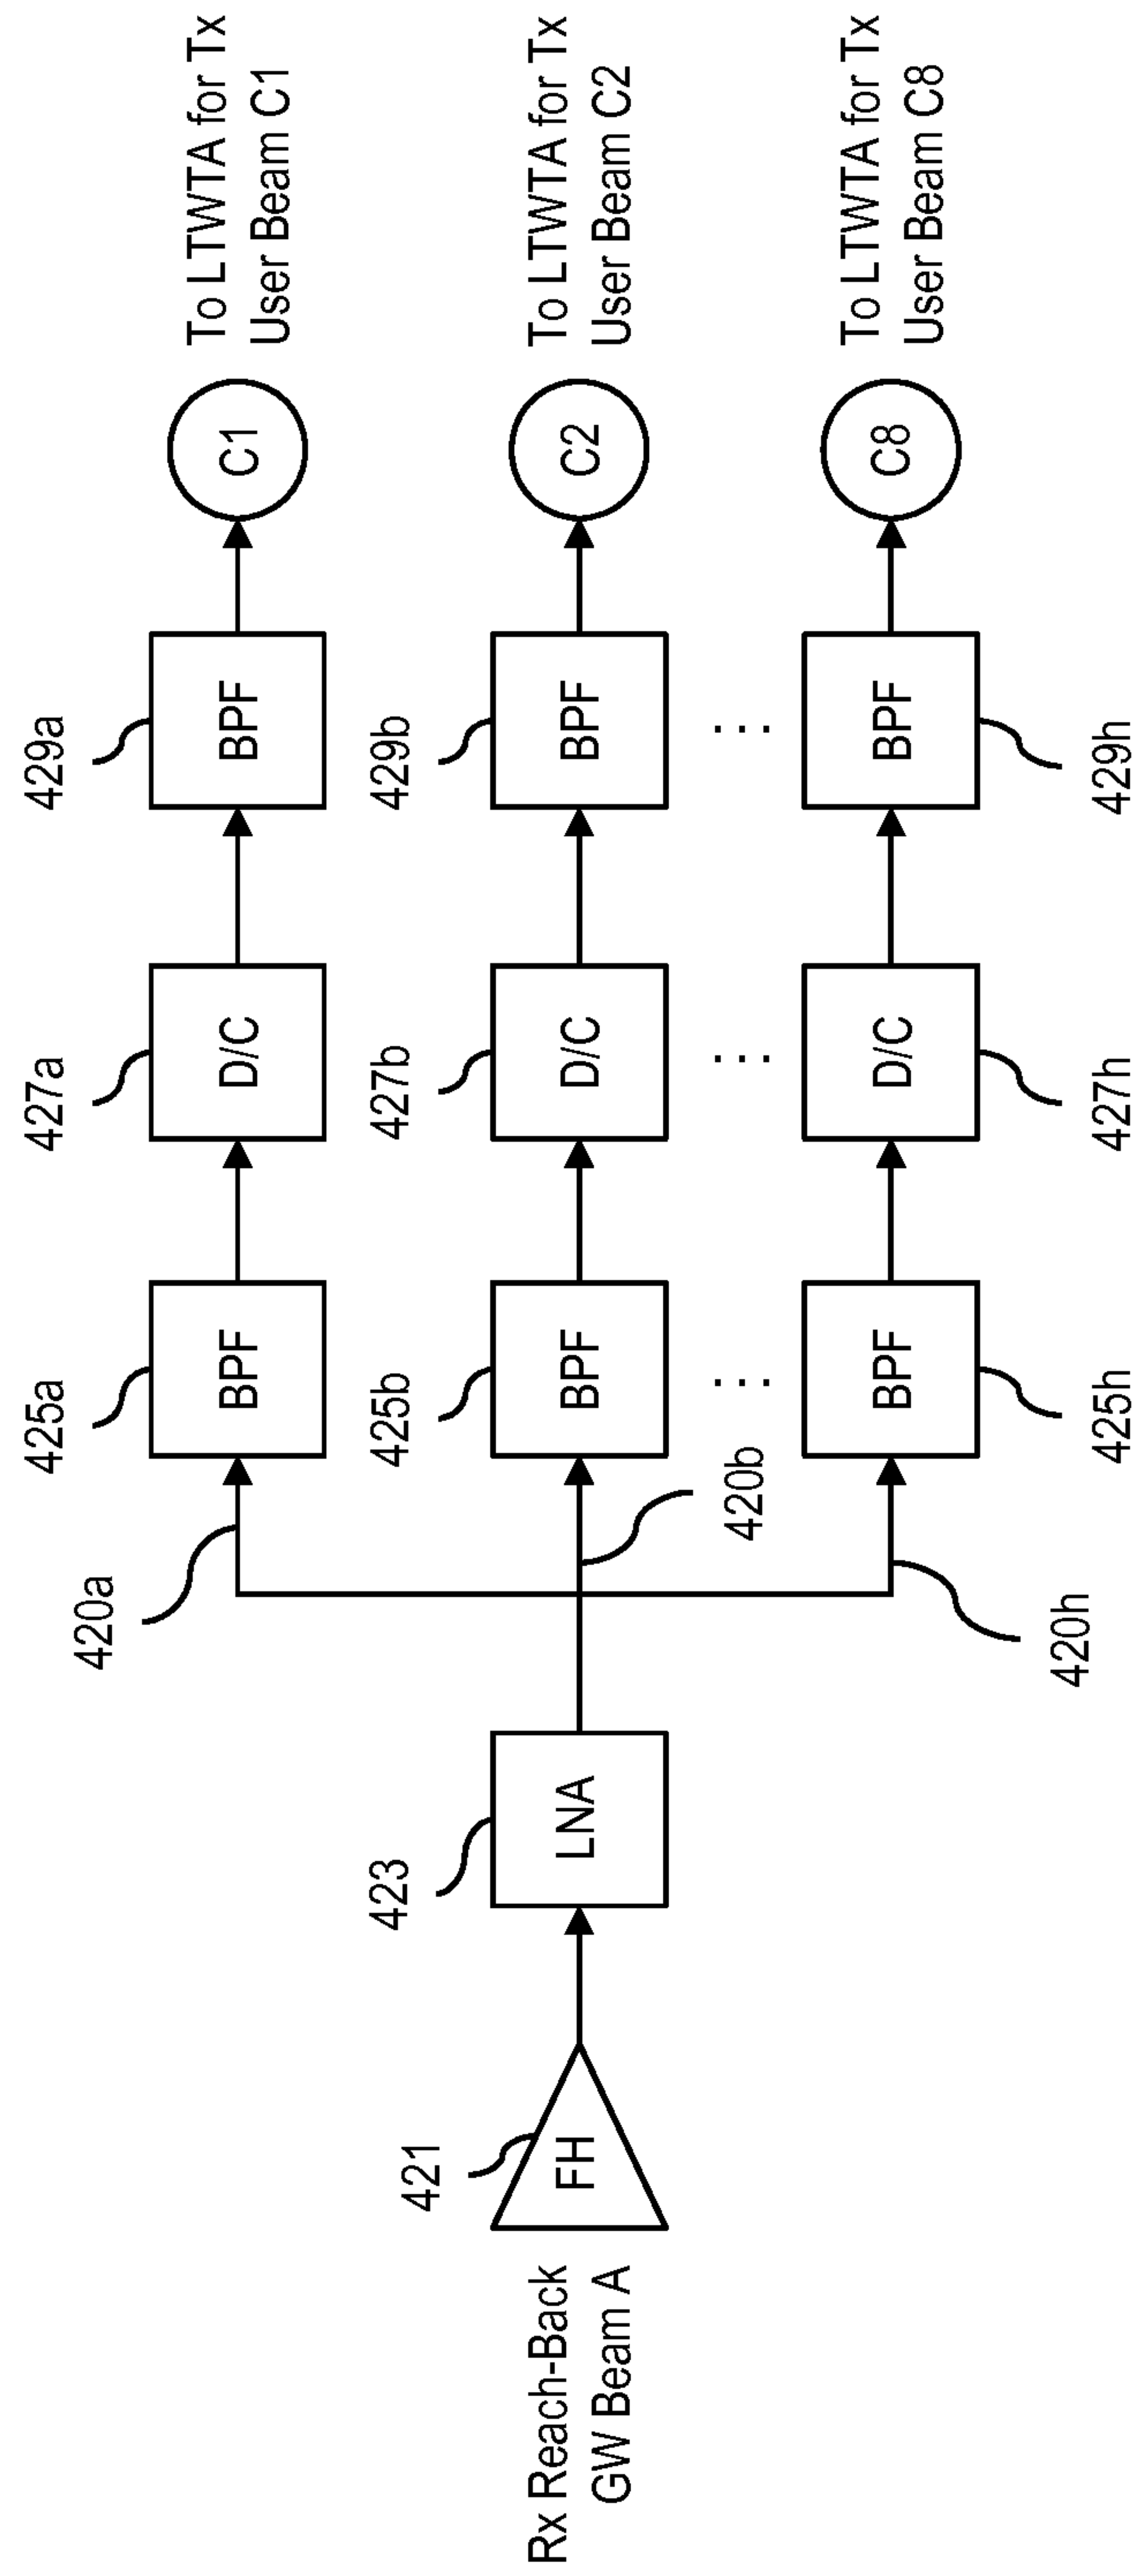 Rx Reach-Back
GW Beam A
421
FH
423
LNA
420a
420b
420h
425a
BPF
427a
D/C
429a
BPF
C1
To LTWTA for Tx
User Beam C1
425b
BPF
427b
D/C
429b
BPF
C2
To LTWTA for Tx
User Beam C2
...
...
...
BPF
425h
D/C
427h
BPF
429h
C8
To LTWTA for Tx
User Beam C8